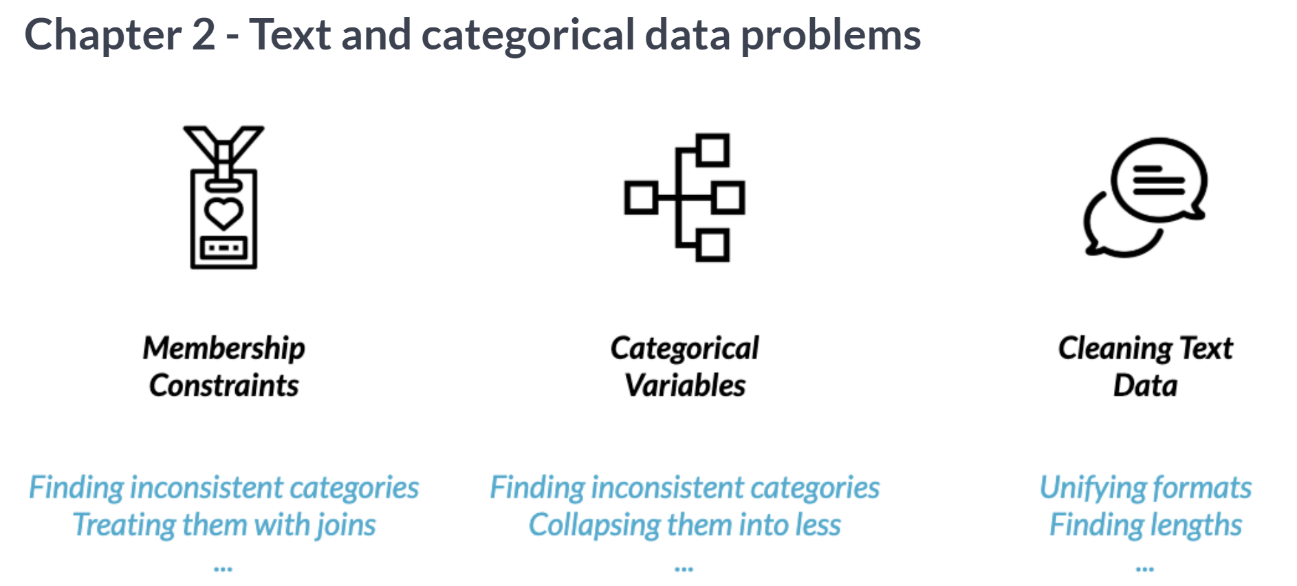 Chapter 2 - Text and categorical data problems
Membership
Constraints
Finding inconsistent categories
Treating them with joins
...
Categorical
Variables
Finding inconsistent categories
Collapsing them into less
...
Cleaning Text
Data
Unifying formats
Finding lengths
...